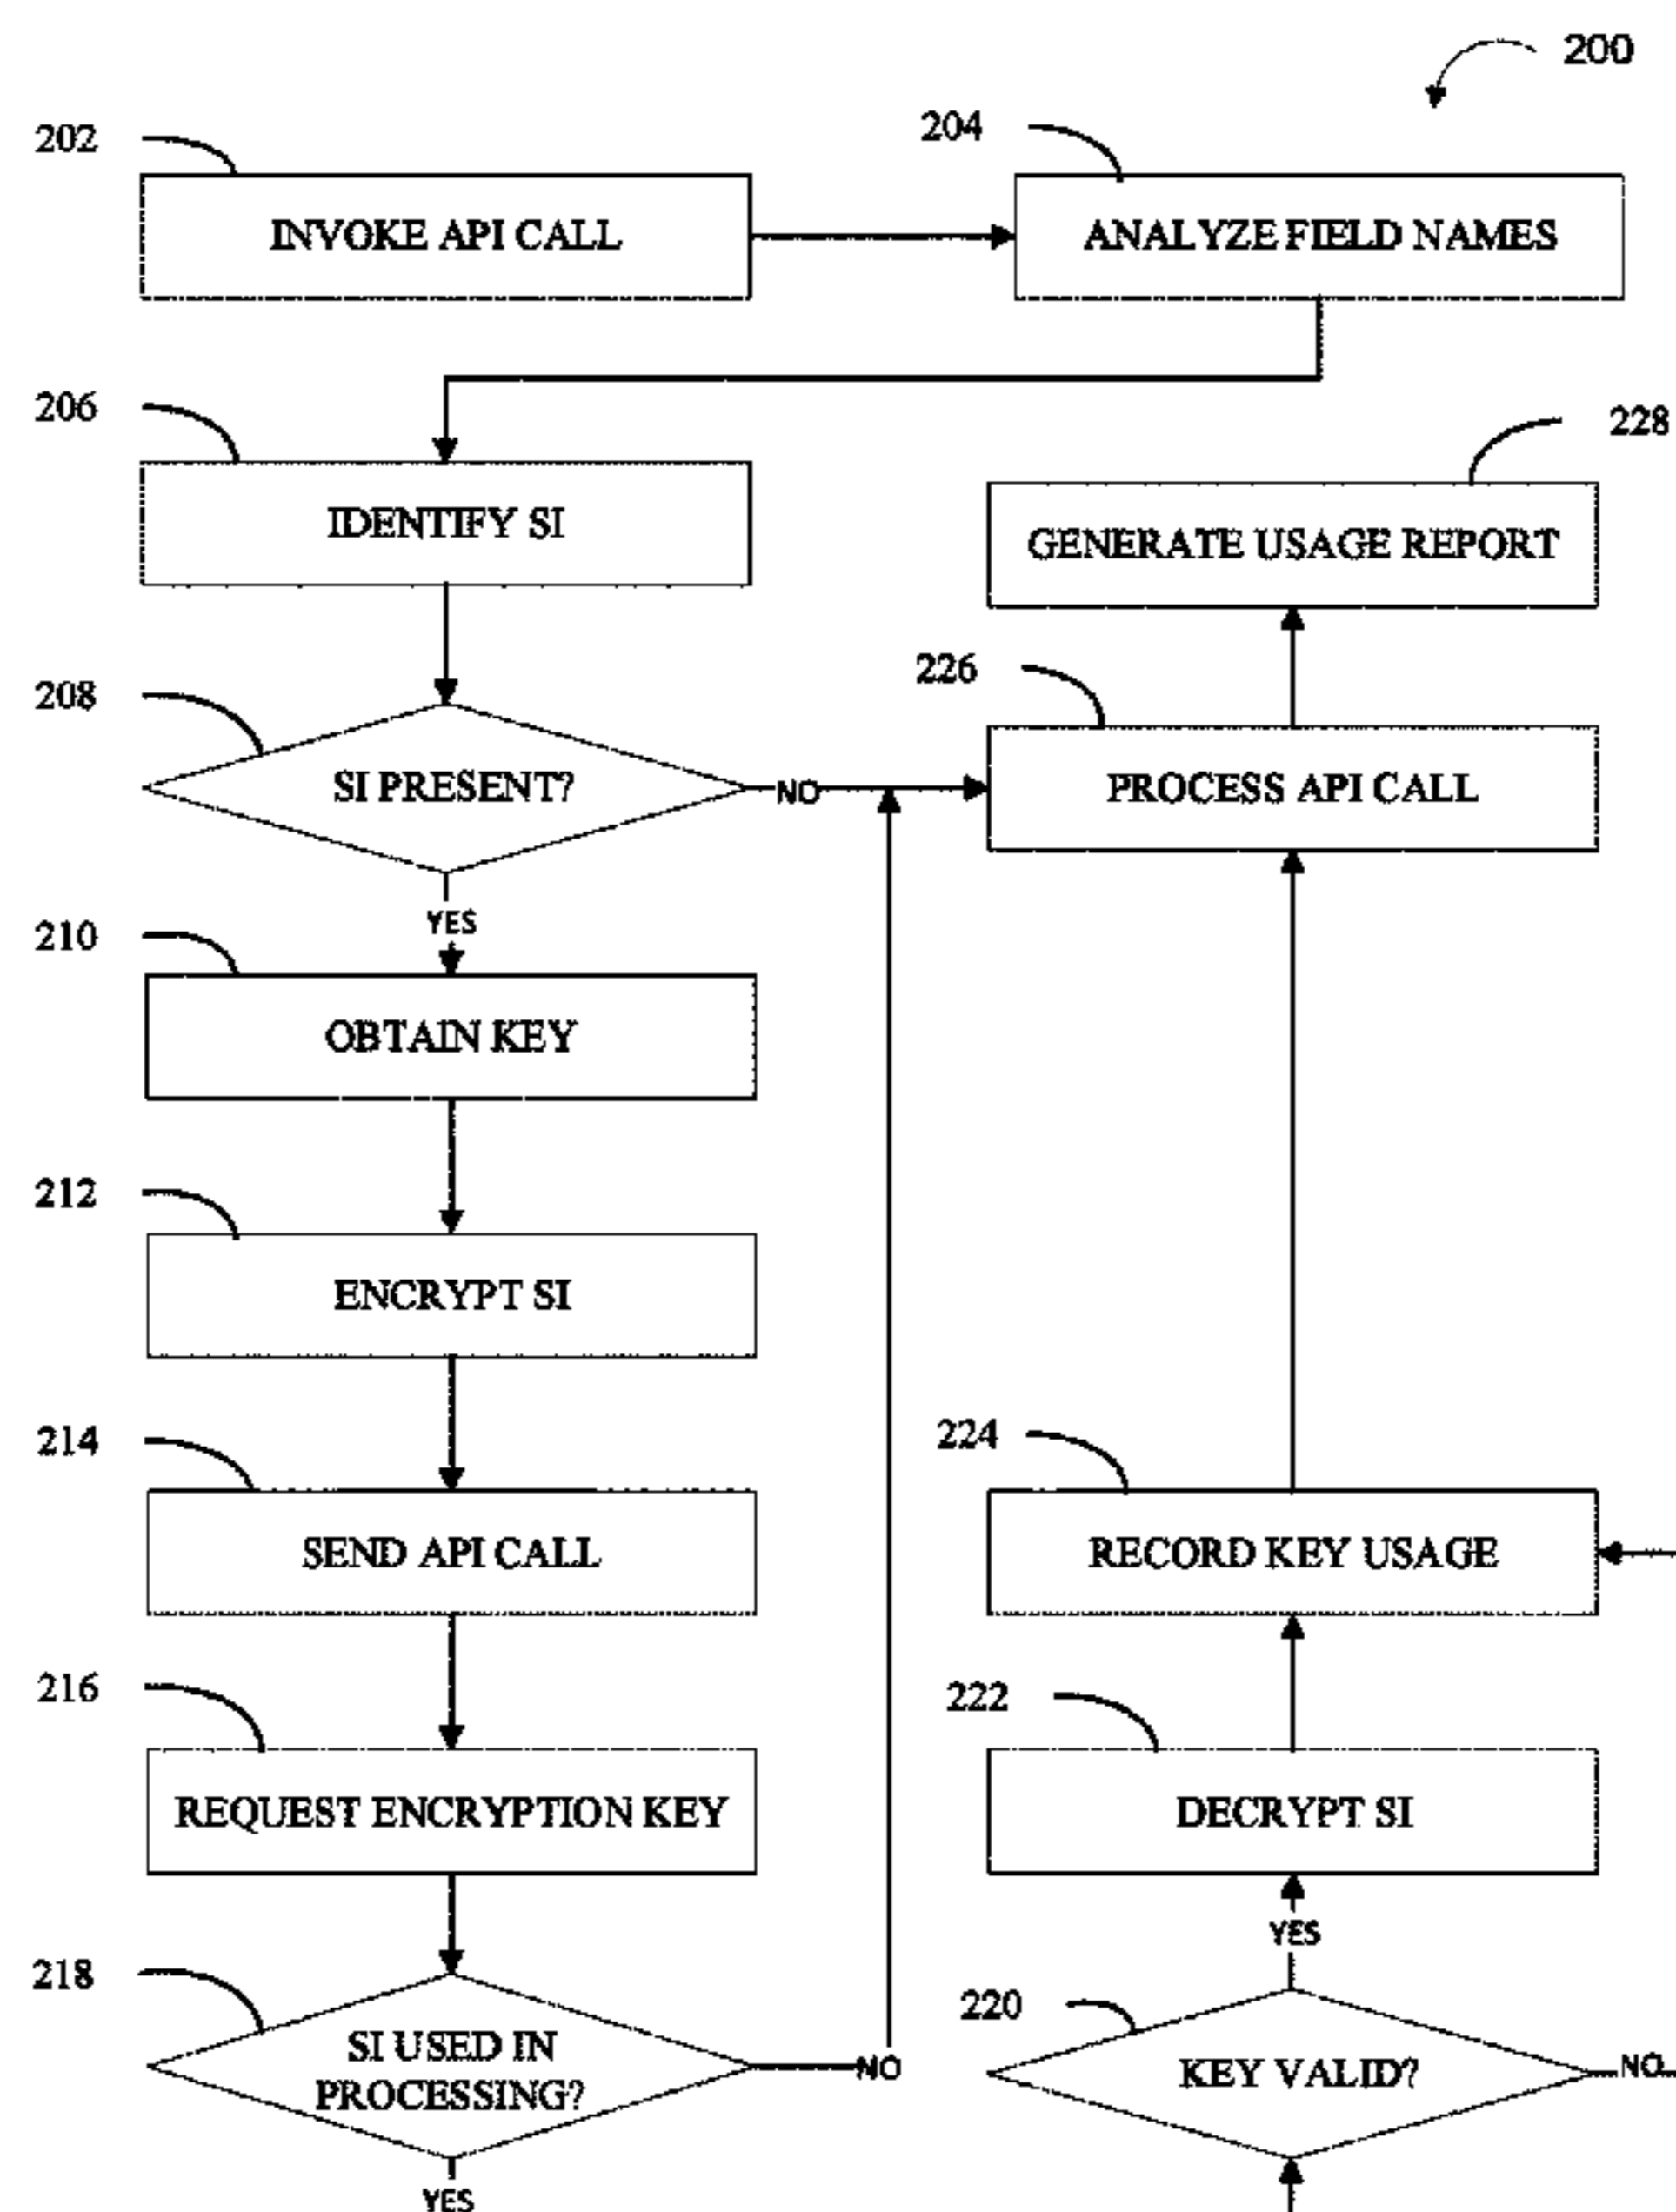 200
202
INVOKE API CALL
204
ANALYZE FIELD NAMES
206
IDENTIFY SI
228
GENERATE USAGE REPORT
208
SI PRESENT?
NO
226
PROCESS API CALL
YES
210
OBTAIN KEY
212
ENCRYPT SI
214
SEND API CALL
224
RECORD KEY USAGE
216
REQUEST ENCRYPTION KEY
222
DECRYPT SI
YES
218
SI USED IN
PROCESSING?
NO
220
KEY VALID?
NO
YES